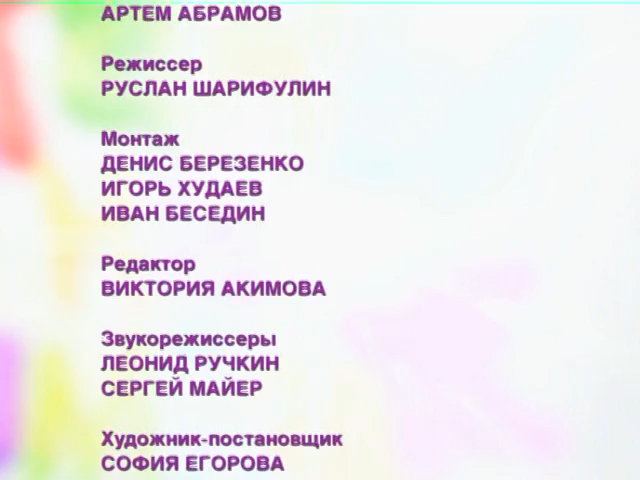 АРТЕМ АБРАМОВ
Режиссер
РУСЛАН ШАРИФУЛИН
Монтаж
ДЕНИС БЕРЕЗЕНКО
ИГОРЬ ХУДАЕВ
ИВАН БЕСЕДИН
Редактор
ВИКТОРИЯ АКИМОВА
Звукорежиссеры
ЛЕОНИД РУЧКИН
СЕРГЕЙ МАЙЕР
Художник-постановщик
СОФИЯ ЕГОРОВА